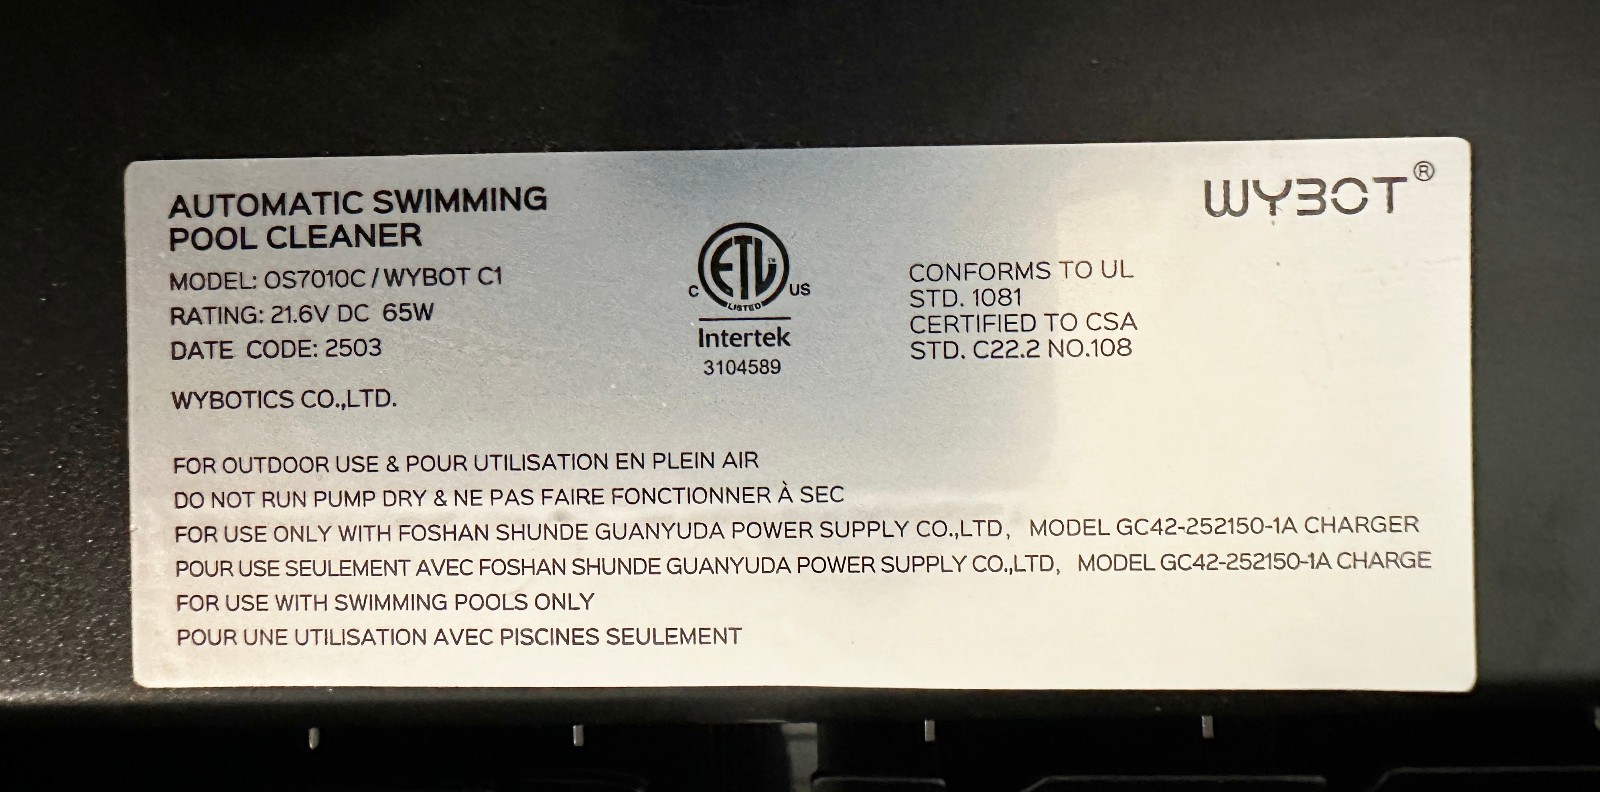 AUTOMATIC SWIMMING
POOL CLEANER
MODEL: OS7010C / WYBOT C1
RATING: 21.6V DC 65W
DATE CODE: 2503
WYBOTICS CO.,LTD.
ETL™
LISTED
C US
Intertek
3104589
WYBOT®
CONFORMS TO UL
STD. 1081
CERTIFIED TO CSA
STD. C22.2 NO.108
FOR OUTDOOR USE & POUR UTILISATION EN PLEIN AIR
DO NOT RUN PUMP DRY & NE PAS FAIRE FONCTIONNER À SEC
FOR USE ONLY WITH FOSHAN SHUNDE GUANYUDA POWER SUPPLY CO.,LTD, MODEL GC42-252150-1A CHARGER
POUR USE SEULEMENT AVEC FOSHAN SHUNDE GUANYUDA POWER SUPPLY CO.,LTD, MODEL GC42-252150-1A CHARGE
FOR USE WITH SWIMMING POOLS ONLY
POUR UNE UTILISATION AVEC PISCINES SEULEMENT